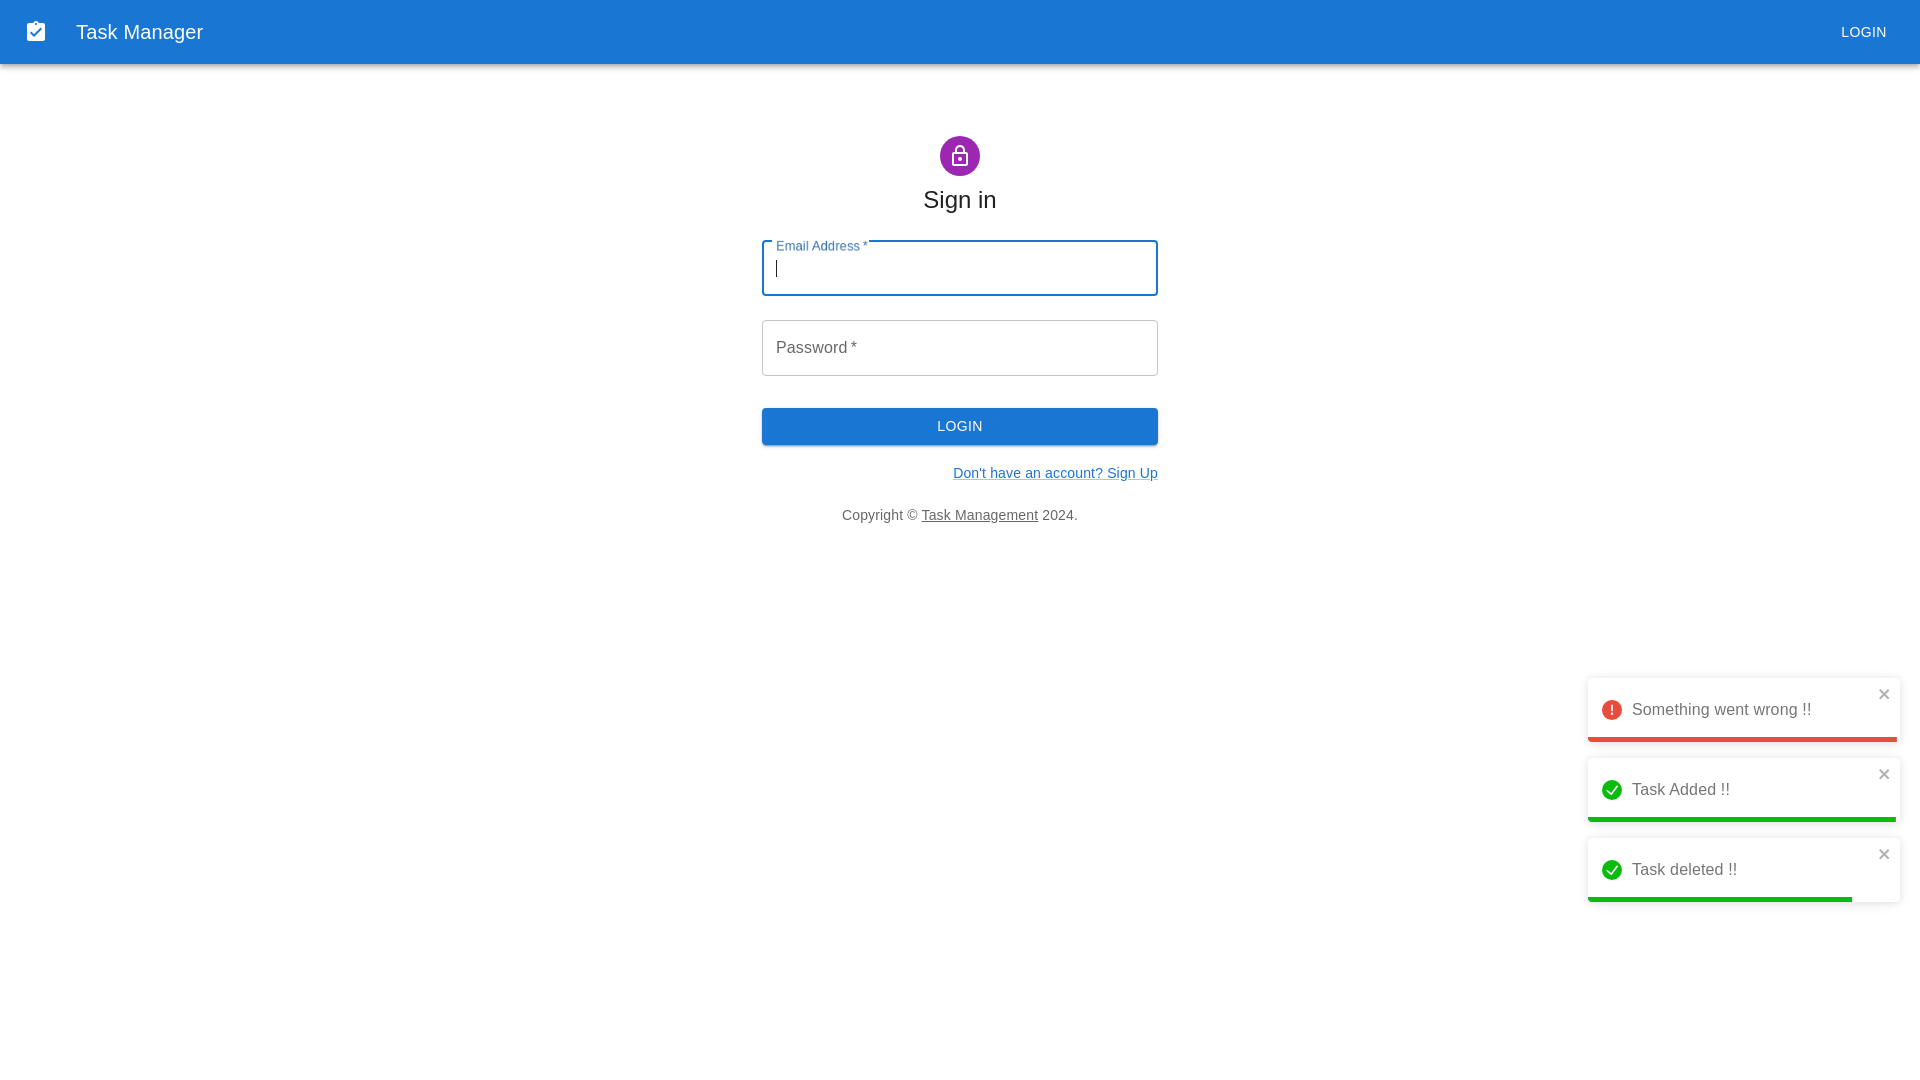 Task Manager
LOGIN
Sign in
Email Address *
Password *
LOGIN
Don't have an account? Sign Up
Copyright © Task Management 2024.
Something went wrong !!
Task Added !!
Task deleted !!